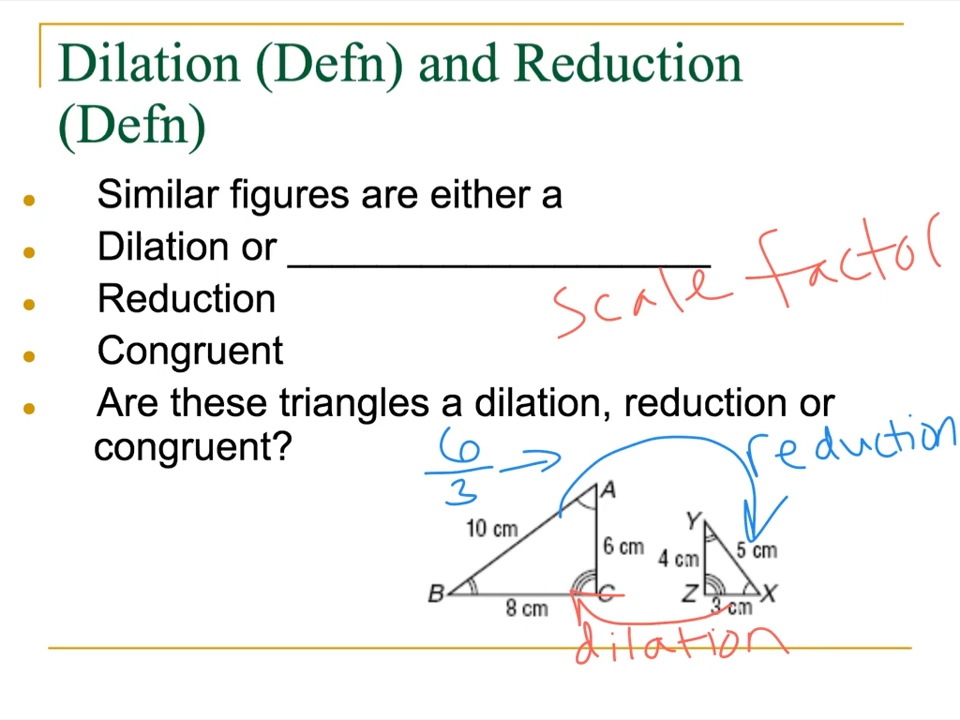 Dilation (Defn) and Reduction
(Defn)
Similar figures are either a
Dilation or ___________________
scale factor
Reduction
Congruent
Are these triangles a dilation, reduction or
congruent?
reduction
6
3
A
10 cm
6 cm
B
8 cm
C
Y
4 cm
5 cm
Z
3 cm
X
dilation